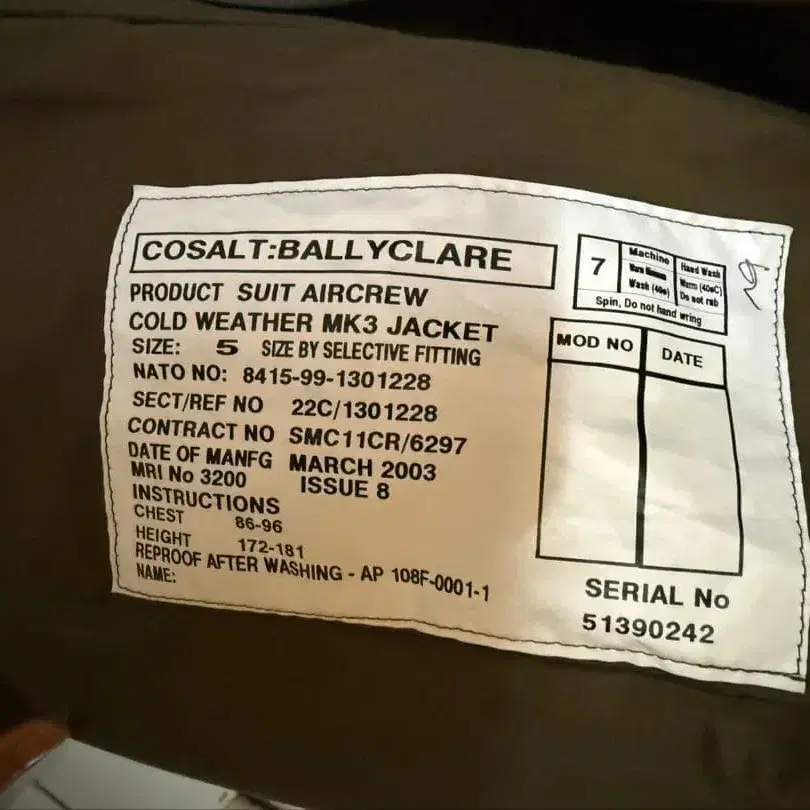 COSALT:BALLYCLARE
PRODUCT SUIT AIRCREW
COLD WEATHER MK3 JACKET
SIZE: 5 SIZE BY SELECTIVE FITTING
NATO NO: 8415-99-1301228
SECT/REF NO 22C/1301228
CONTRACT NO SMC11CR/6297
DATE OF MANFG MARCH 2003
MRI No 3200 ISSUE 8
INSTRUCTIONS
CHEST 86-96
HEIGHT 172-181
REPROOF AFTER WASHING - AP 108F-0001-1
NAME:
7
Machine
Wash (40c)
Hand Wash
Warm (40oC)
Do not rub
Spin, Do not hand wring
MOD NO DATE
SERIAL No
51390242